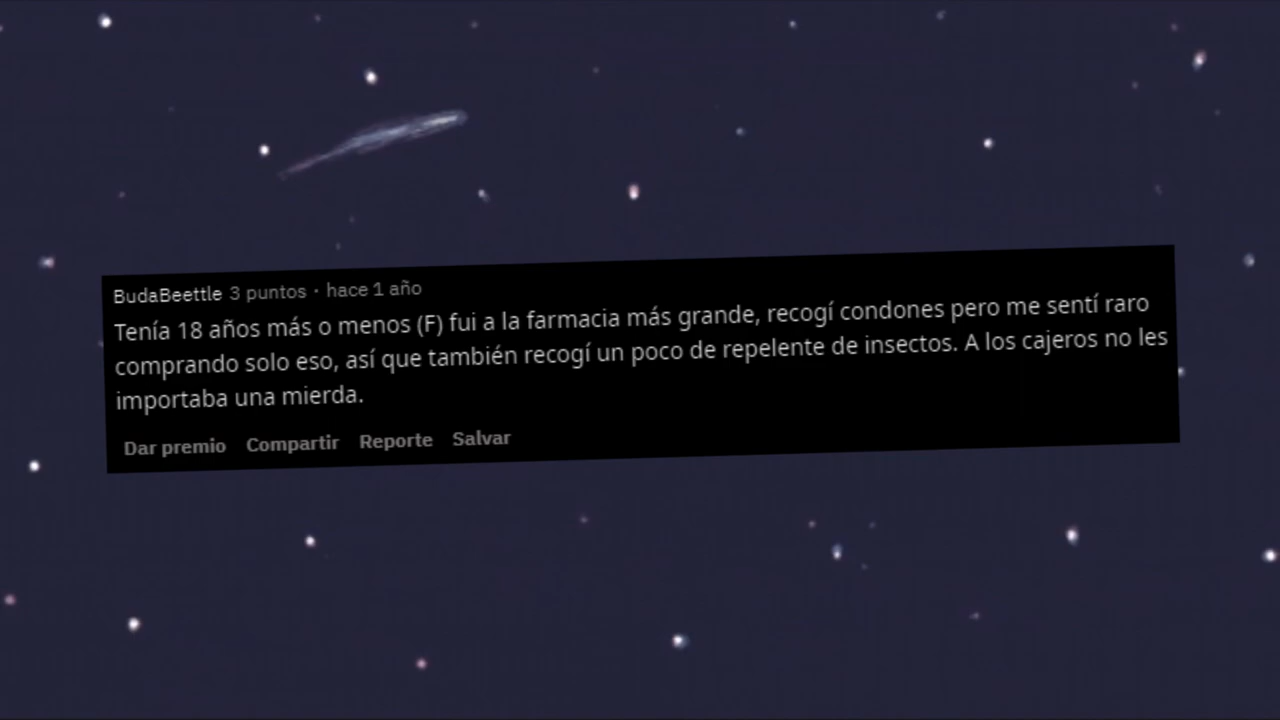 BudaBeettle 3 puntos · hace 1 año
Tenía 18 años más o menos (F) fui a la farmacia más grande, recogí condones pero me sentí raro
comprando solo eso, así que también recogí un poco de repelente de insectos. A los cajeros no les
importaba una mierda.
Dar premio Compartir Reporte Salvar